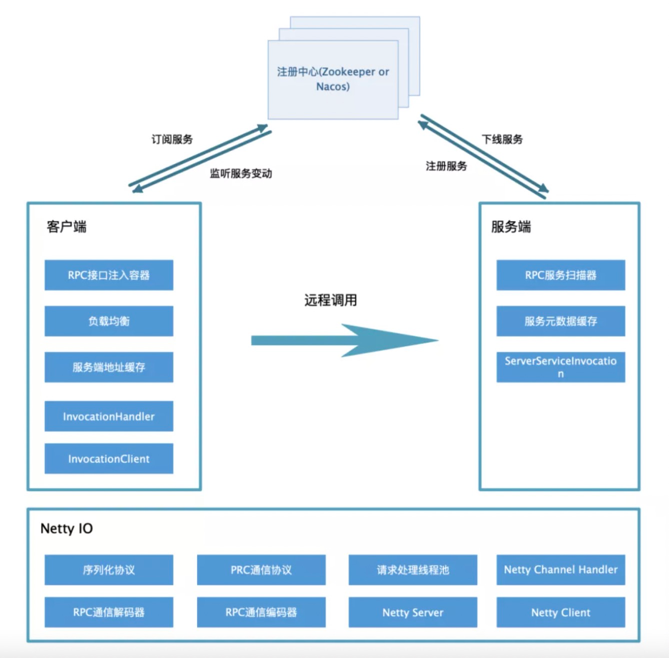 注册中心(Zookeeper or
Nacos)
订阅服务
监听服务变动
下线服务
注册服务
客户端
RPC接口注入容器
负载均衡
服务端地址缓存
InvocationHandler
InvocationClient
远程调用
服务端
RPC服务扫描器
服务元数据缓存
ServerServiceInvocatio
n
Netty IO
序列化协议
PRC通信协议
请求处理线程池
Netty Channel Handler
RPC通信解码器
RPC通信编码器
Netty Server
Netty Client